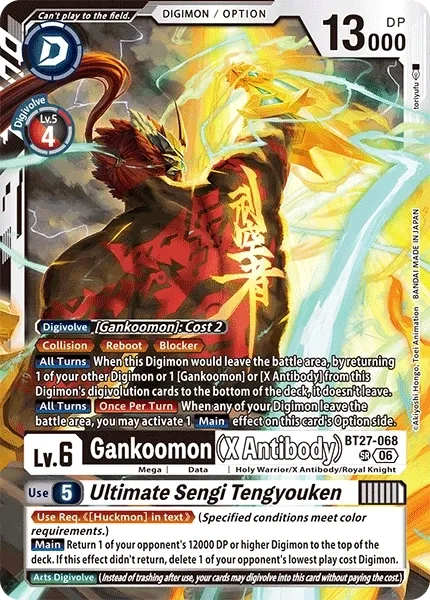 Can't play to the field.
DIGIMON / OPTION
13000 DP
Digivolve
Lv.5
4
toriyufu
©Akiyoshi Hongo, Toei Animation BANDAI MADE IN JAPAN
Digivolve [Gankoomon]: Cost 2
Collision Reboot Blocker
All Turns When this Digimon would leave the battle area, by returning
1 of your other Digimon or 1 [Gankoomon] or [X Antibody] from this
Digimon's digivolution cards to the bottom of the deck, it doesn't leave.
All Turns Once Per Turn When any of your Digimon leave the
battle area, you may activate 1 Main effect on this card's Option side.
Lv.6 Gankoomon (X Antibody) BT27-068
SR 06
Mega Data Holy Warrior/X Antibody/Royal Knight
Use 5 Ultimate Sengi Tengyouken
Use Req.《[Huckmon] in text》 (Specified conditions meet color
requirements.)
Main Return 1 of your opponent's 12000 DP or higher Digimon to the top of
the deck. If this effect didn't return, delete 1 of your opponent's lowest play cost Digimon.
Arts Digivolve (Instead of trashing after use, your cards may digivolve into this card without paying the cost.)